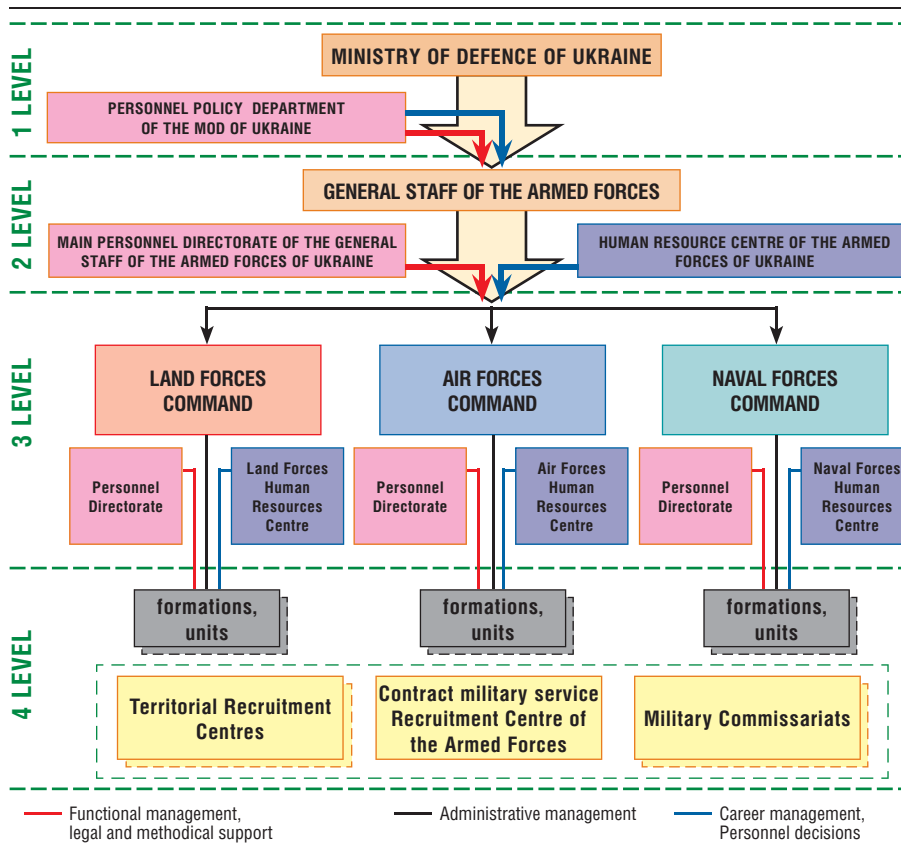 1 LEVEL
MINISTRY OF DEFENCE OF UKRAINE
PERSONNEL POLICY DEPARTMENT
OF THE MOD OF UKRAINE
2 LEVEL
GENERAL STAFF OF THE ARMED FORCES
MAIN PERSONNEL DIRECTORATE OF THE GENERAL
STAFF OF THE ARMED FORCES OF UKRAINE
HUMAN RESOURCE CENTRE OF THE ARMED
FORCES OF UKRAINE
3 LEVEL
LAND FORCES
COMMAND
AIR FORCES
COMMAND
NAVAL FORCES
COMMAND
Personnel
Directorate
Land Forces
Human
Resources
Centre
Personnel
Directorate
Air Forces
Human
Resources
Centre
Personnel
Directorate
Naval Forces
Human
Resources
Centre
4 LEVEL
formations,
units
formations,
units
formations,
units
Territorial Recruitment
Centres
Contract military service
Recruitment Centre of
the Armed Forces
Military Commissariats
Functional management,
legal and methodical support
Administrative management
Career management,
Personnel decisions